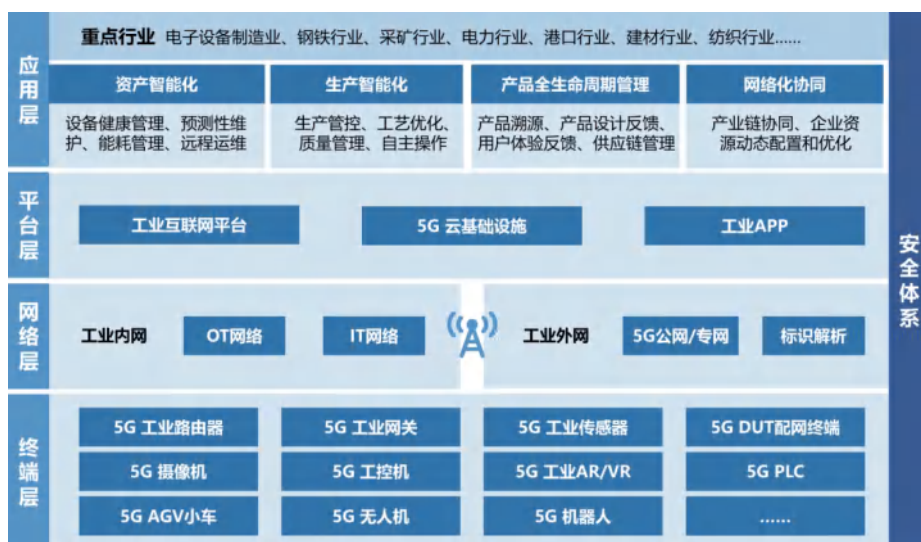 应用层
重点行业 电子设备制造业、钢铁行业、采矿行业、电力行业、港口行业、建材行业、纺织行业......
资产智能化
设备健康管理、预测性维
护、能耗管理、远程运维
生产智能化
生产管控、工艺优化、
质量管理、自主操作
产品全生命周期管理
产品溯源、产品设计反馈、
用户体验反馈、供应链管理
网络化协同
产业链协同、企业资
源动态配置和优化
平台层
工业互联网平台
5G 云基础设施
工业APP
网络层
工业内网
OT网络
IT网络
工业外网
5G公网/专网
标识解析
终端层
5G 工业路由器
5G 工业网关
5G 工业传感器
5G DUT配网终端
5G 摄像机
5G 工控机
5G 工业AR/VR
5G PLC
5G AGV小车
5G 无人机
5G 机器人
......
安全体系